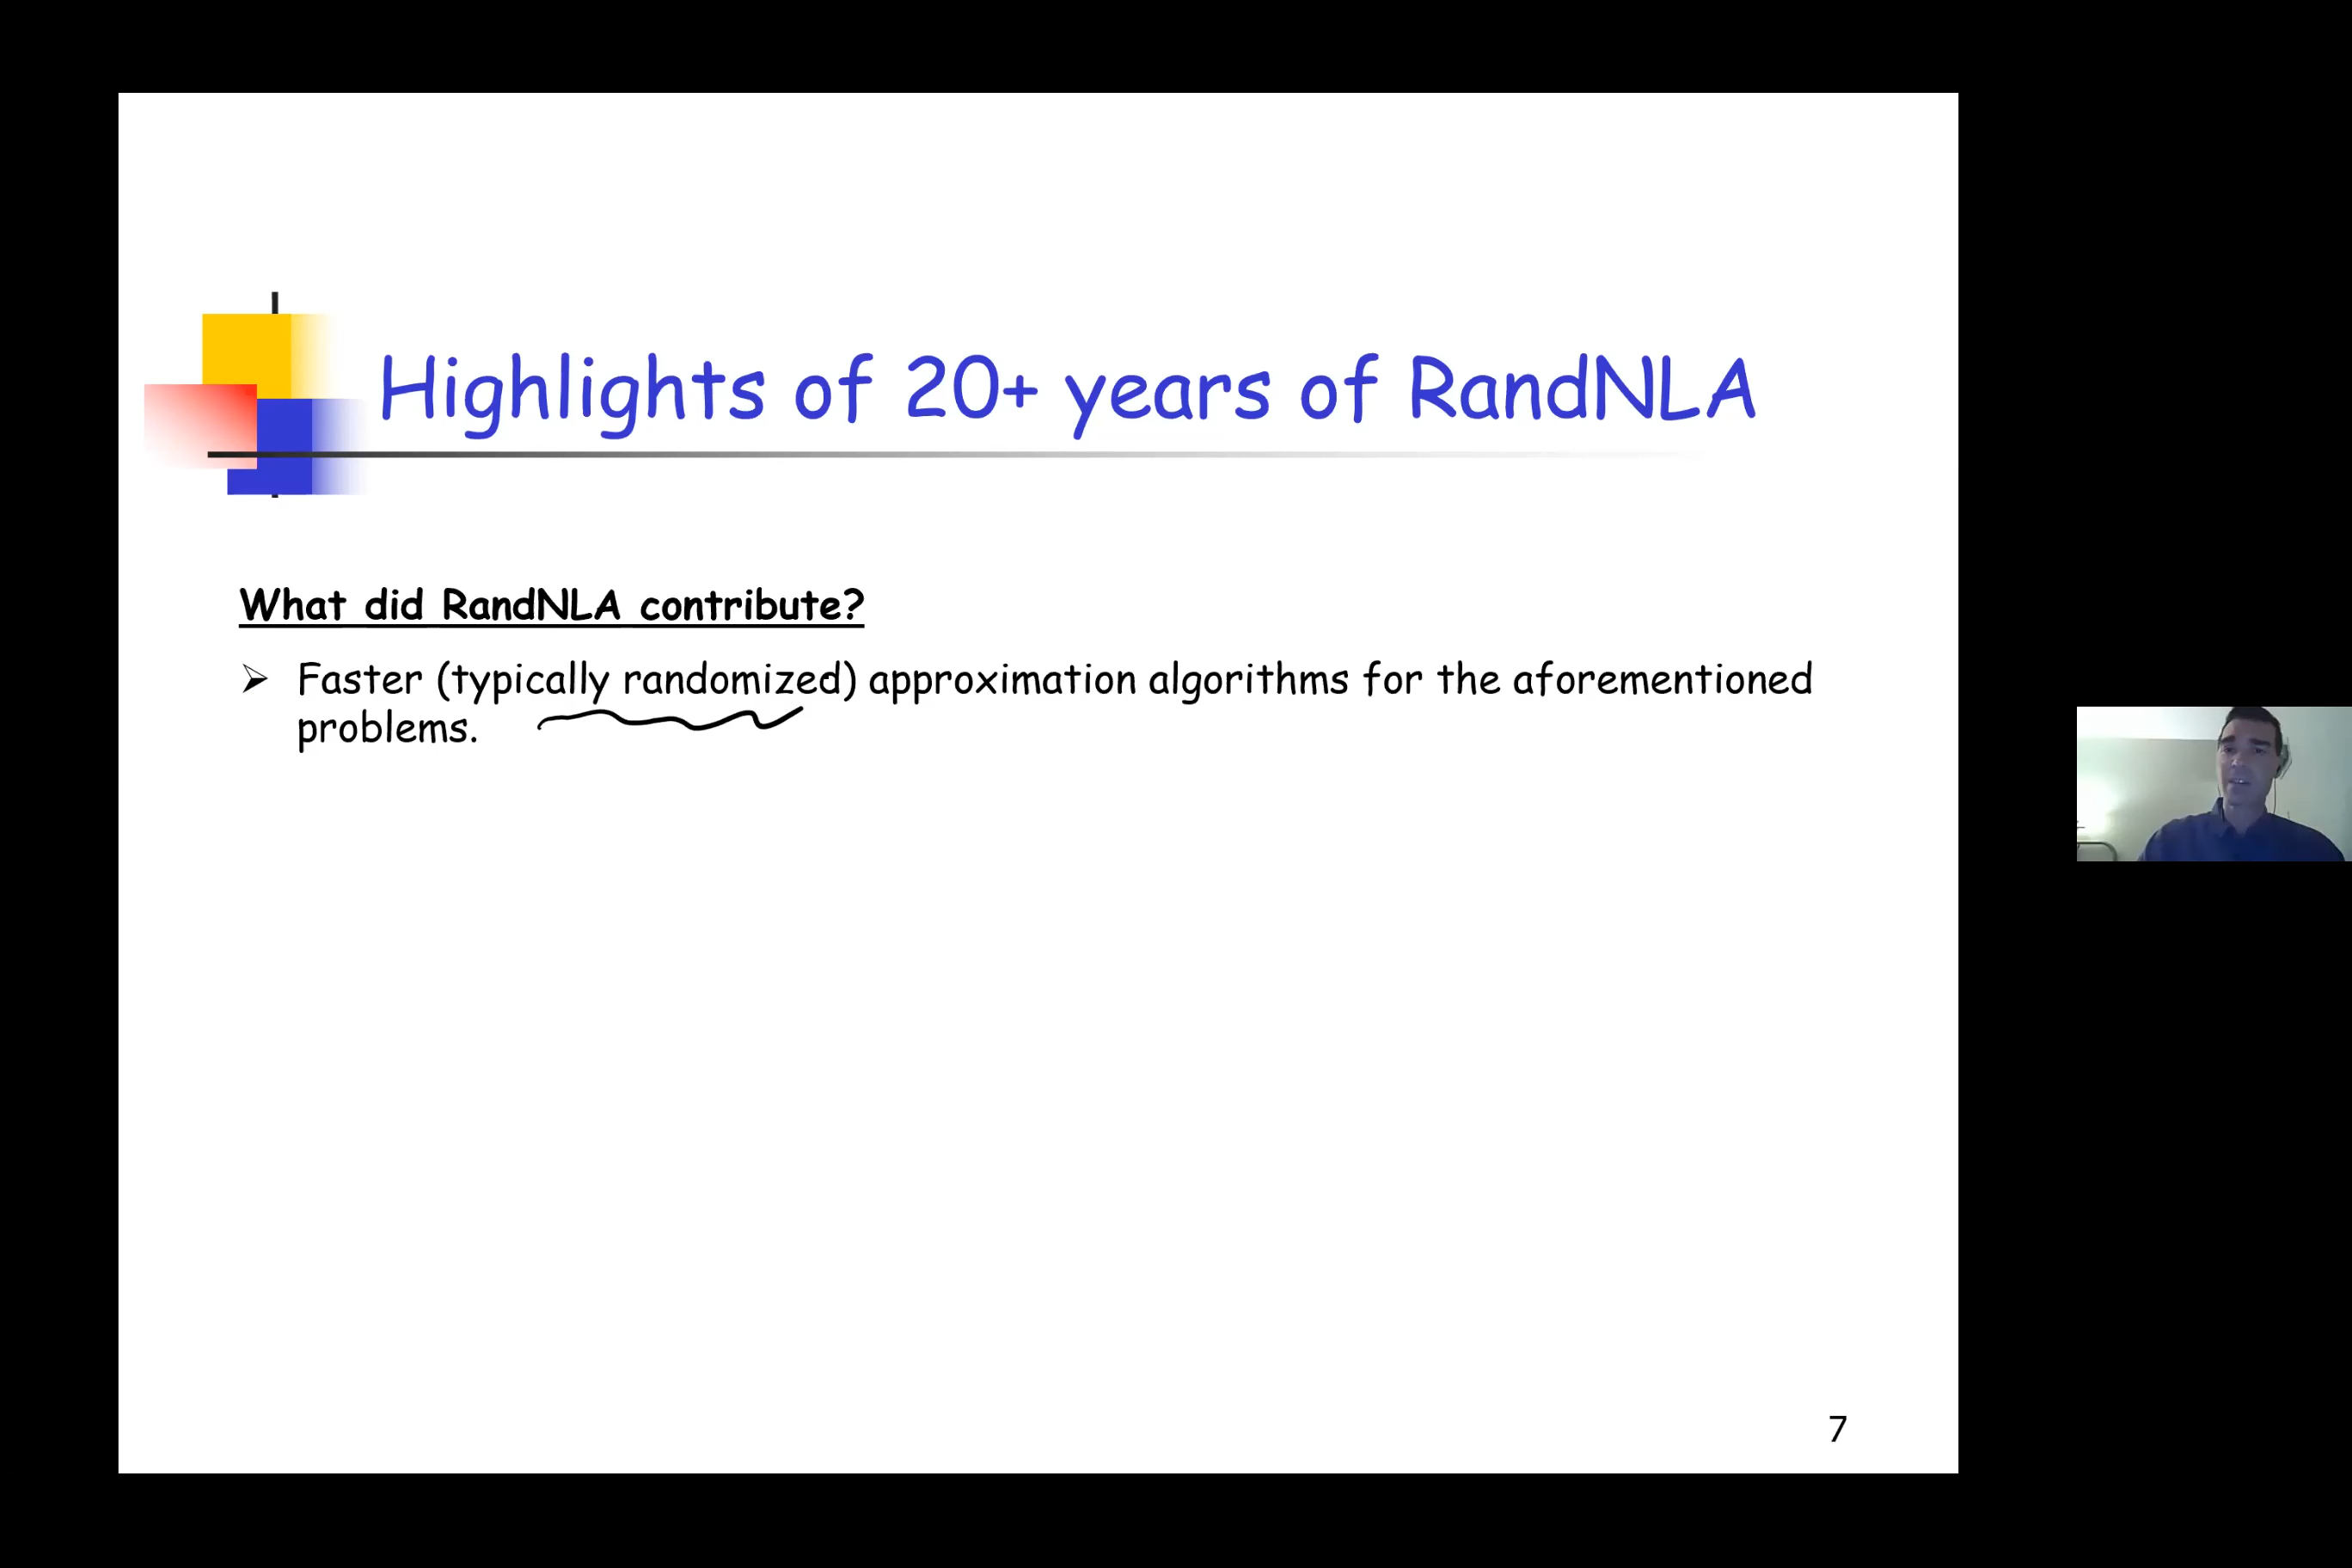 Highlights of 20+ years of RandNLA
What did RandNLA contribute?
➢ Faster (typically randomized) approximation algorithms for the aforementioned
problems.
7